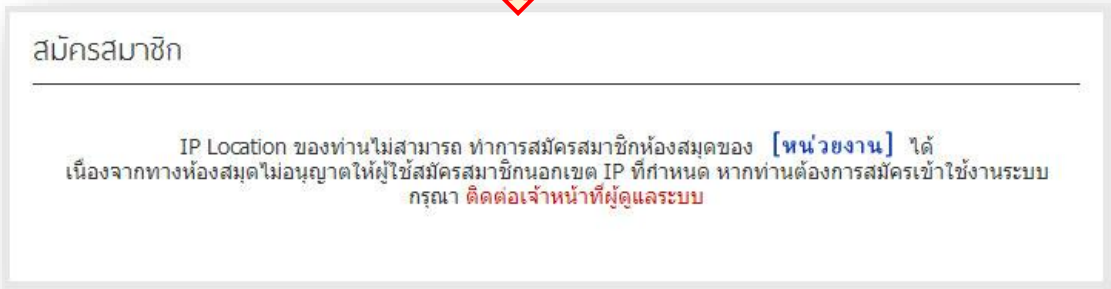 สมัครสมาชิก
IP Location ของท่านไม่สามารถ ทำการสมัครสมาชิกห้องสมุดของ [หน่วยงาน] ได้
เนื่องจากทางห้องสมุดไม่อนุญาตให้ผู้ใช้สมัครสมาชิกนอกเขต IP ที่กำหนด หากท่านต้องการสมัครเข้าใช้งานระบบ
กรุณา ติดต่อเจ้าหน้าที่ผู้ดูแลระบบ